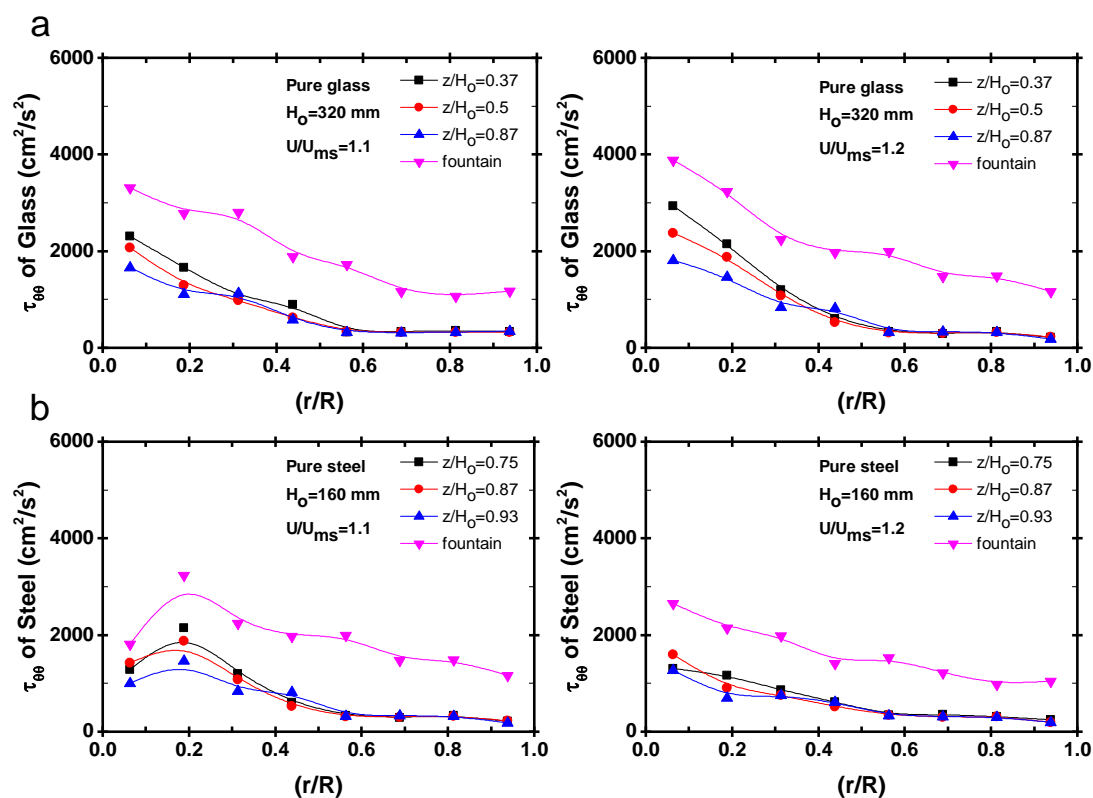 a
6000
4000
2000
0
τθθ of Glass (cm²/s²)
Pure glass
Ho=320 mm
U/Ums=1.1
z/Ho=0.37
z/Ho=0.5
z/Ho=0.87
fountain
0.0 0.2 0.4 0.6 0.8 1.0
(r/R)
6000
4000
2000
0
τθθ of Glass (cm²/s²)
Pure glass
Ho=320 mm
U/Ums=1.2
z/Ho=0.37
z/Ho=0.5
z/Ho=0.87
fountain
0.0 0.2 0.4 0.6 0.8 1.0
(r/R)
b
6000
4000
2000
0
τθθ of Steel (cm²/s²)
Pure steel
Ho=160 mm
U/Ums=1.1
z/Ho=0.75
z/Ho=0.87
z/Ho=0.93
fountain
0.0 0.2 0.4 0.6 0.8 1.0
(r/R)
6000
4000
2000
0
τθθ of Steel (cm²/s²)
Pure steel
Ho=160 mm
U/Ums=1.2
z/Ho=0.75
z/Ho=0.87
z/Ho=0.93
fountain
0.0 0.2 0.4 0.6 0.8 1.0
(r/R)